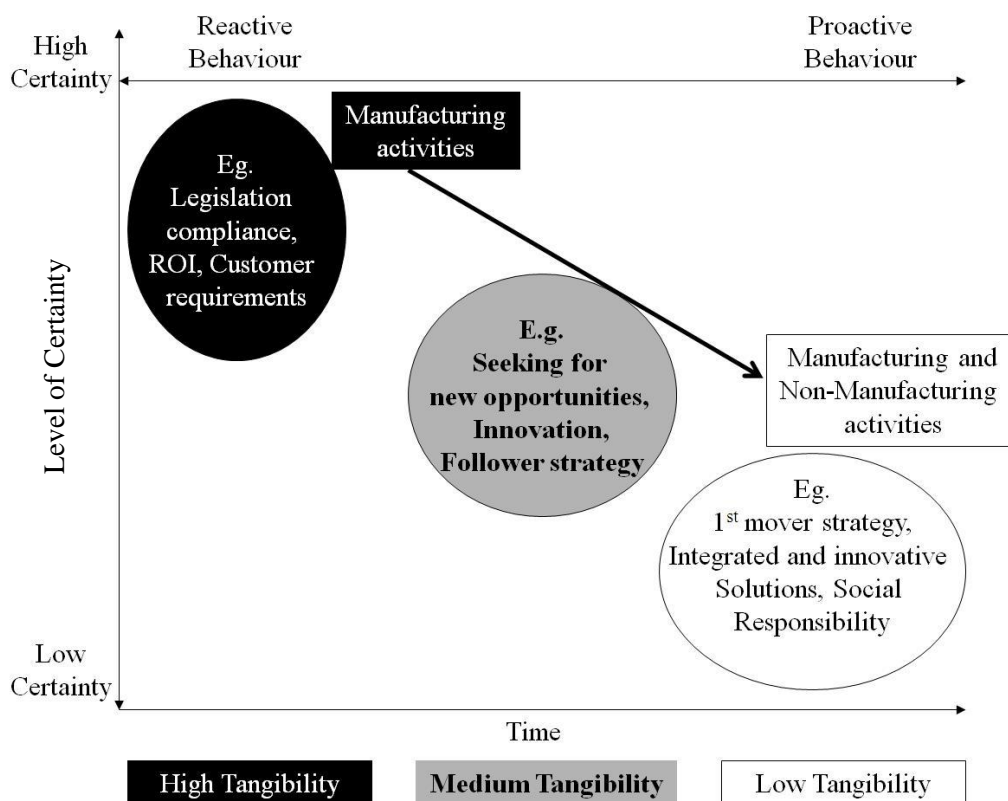 High
Certainty
Reactive
Behaviour
Proactive
Behaviour
Manufacturing
activities
Eg.
Legislation
compliance,
ROI, Customer
requirements
Level of Certainty
E.g.
Seeking for
new opportunities,
Innovation,
Follower strategy
Manufacturing and
Non-Manufacturing
activities
Eg.
1st mover strategy,
Integrated and innovative
Solutions, Social
Responsibility
Low
Certainty
Time
High Tangibility
Medium Tangibility
Low Tangibility